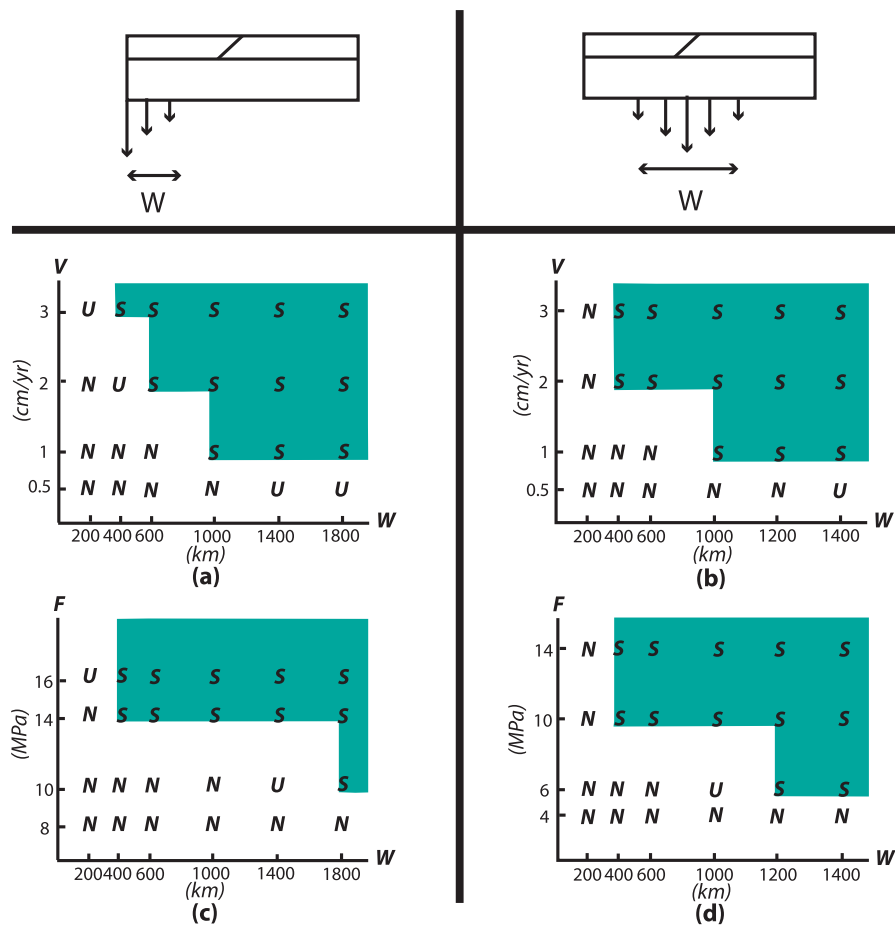 W
W
V
3 U S S S S S
2 N U S S S S
1 N N N S S S
0.5 N N N N U U
(cm/yr)
W
200 400 600 1000 1400 1800
(km)
(a)
V
3 N S S S S S
2 N S S S S S
1 N N N S S S
0.5 N N N N N U
(cm/yr)
W
200 400 600 1000 1200 1400
(km)
(b)
F
16 U S S S S S
14 N S S S S S
10 N N N N U S
8 N N N N N N
(MPa)
W
200 400 600 1000 1400 1800
(km)
(c)
F
14 N S S S S S
10 N S S S S S
6 N N N U S S
4 N N N N N N
(MPa)
W
200 400 600 1000 1200 1400
(km)
(d)